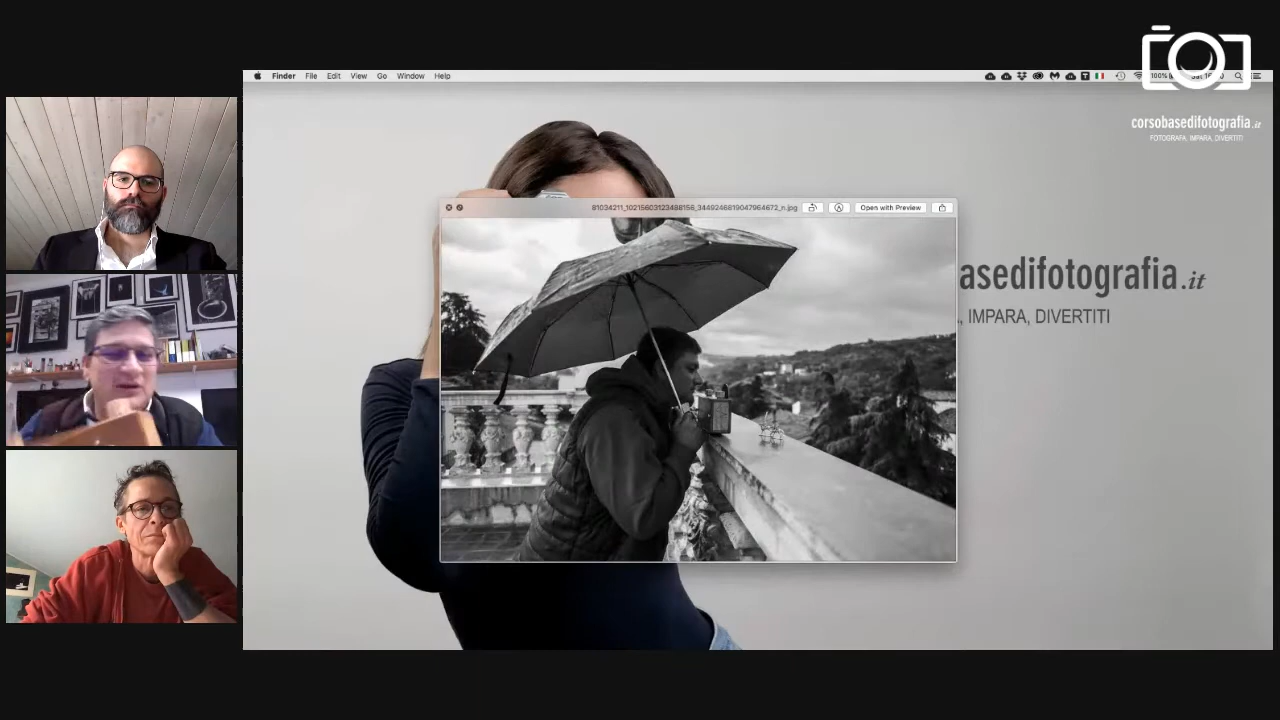 Finder File Edit View Go Window Help
100%
corsobasedifotografia.it
FOTOGRAFA, IMPARA, DIVERTITI
Open with Preview
asedifotografia.it
, IMPARA, DIVERTITI